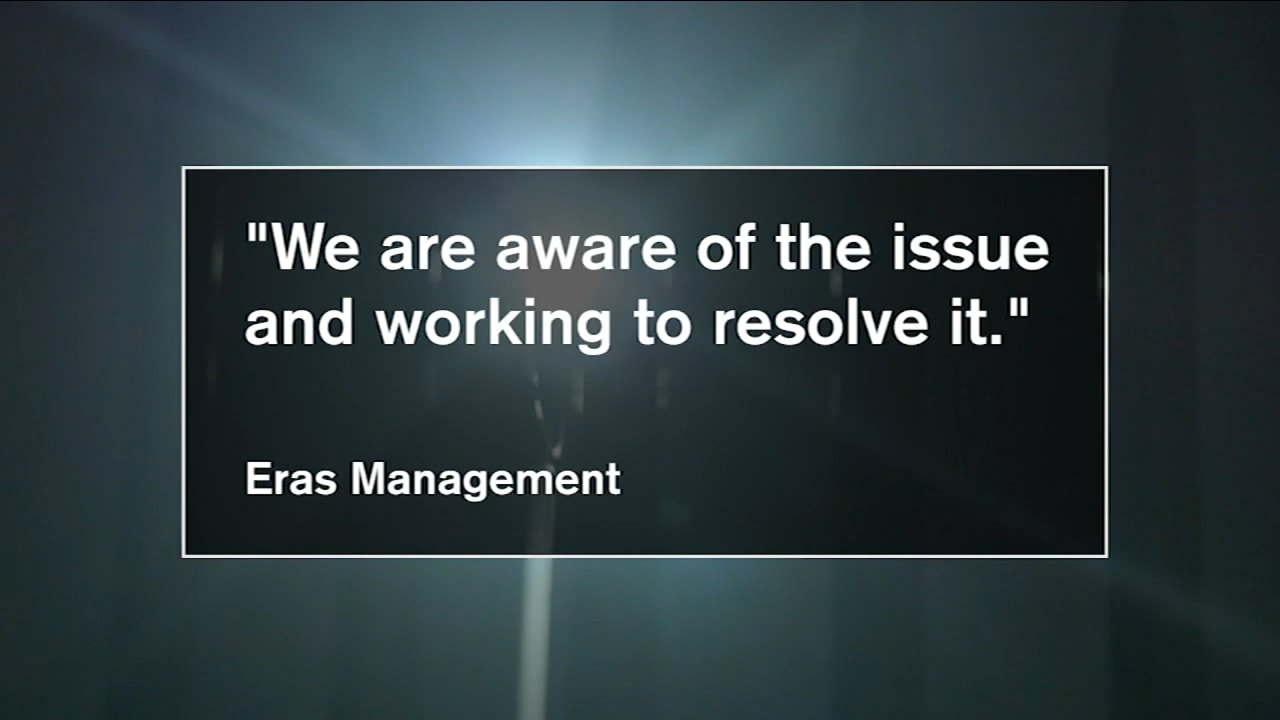 "We are aware of the issue
and working to resolve it."
Eras Management